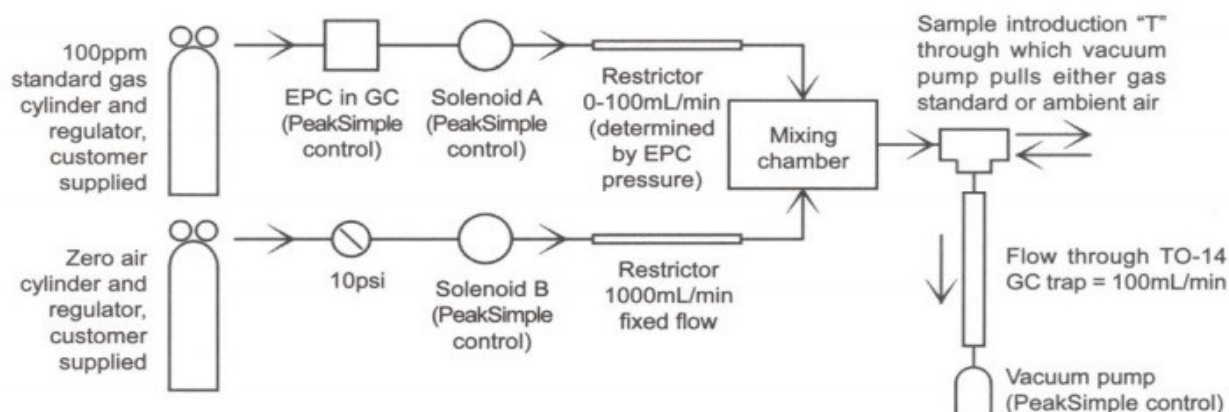 100ppm
standard gas
cylinder and
regulator,
customer
supplied
EPC in GC
(PeakSimple
control)
Solenoid A
(PeakSimple
control)
Restrictor
0-100mL/min
(determined
by EPC
pressure)
Mixing
chamber
Sample introduction “T”
through which vacuum
pump pulls either gas
standard or ambient air
Zero air
cylinder and
regulator,
customer
supplied
10psi
Solenoid B
(PeakSimple
control)
Restrictor
1000mL/min
fixed flow
Flow through TO-14
GC trap = 100mL/min
Vacuum pump
(PeakSimple control)